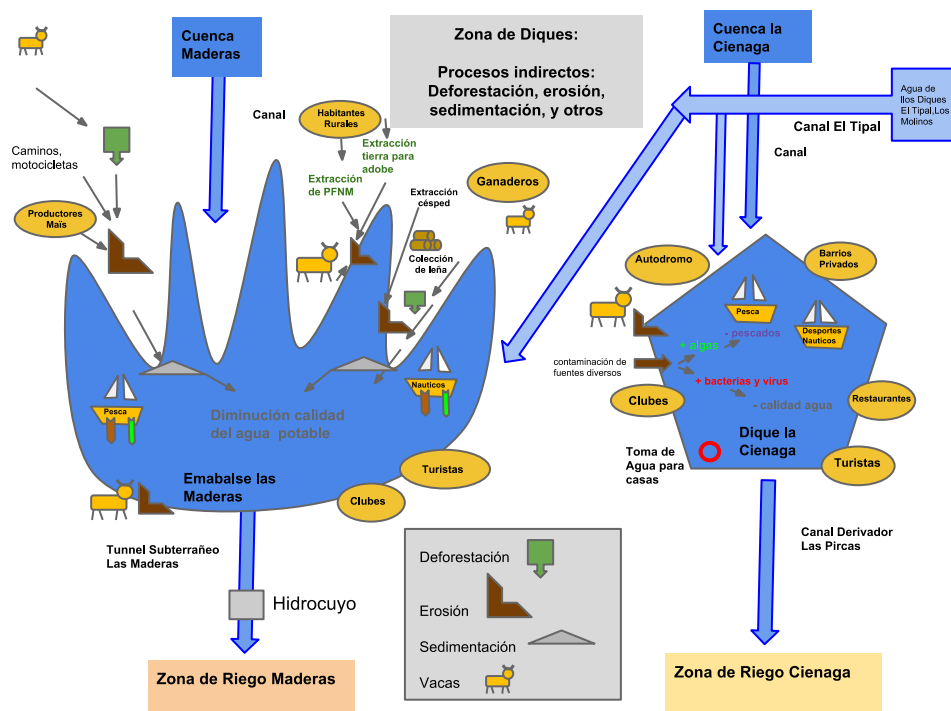 Cuenca
Maderas
Zona de Diques:
Procesos indirectos:
Deforestación, erosión,
sedimentación, y otros
Cuenca la
Cienaga
Agua de
llos Diques
El Tipal,Los
Molinos
Canal El Tipal
Canal
Canal
Habitantes
Rurales
Extracción
tierra para
adobe
Extracción
de PFNM
Caminos,
motocicletas
Productores
Maïs
Extracción
césped
Ganaderos
Colección
de leña
Autodromo
Barrios
Privados
Pesca
Desportes
Nauticos
- pescados
+ algas
contaminación de
fuentes diversos
+ bacterias y virus
- calidad agua
Clubes
Restaurantes
Dique la
Cienaga
Toma de
Agua para
casas
Turistas
Pesca
Nauticos
Diminución calidad
del agua potable
Turistas
Emabalse las
Maderas
Clubes
Tunnel Subterrañeo
Las Maderas
Hidrocuyo
Canal Derivador
Las Pircas
Deforestación
Erosión
Sedimentación
Vacas
Zona de Riego Maderas
Zona de Riego Cienaga